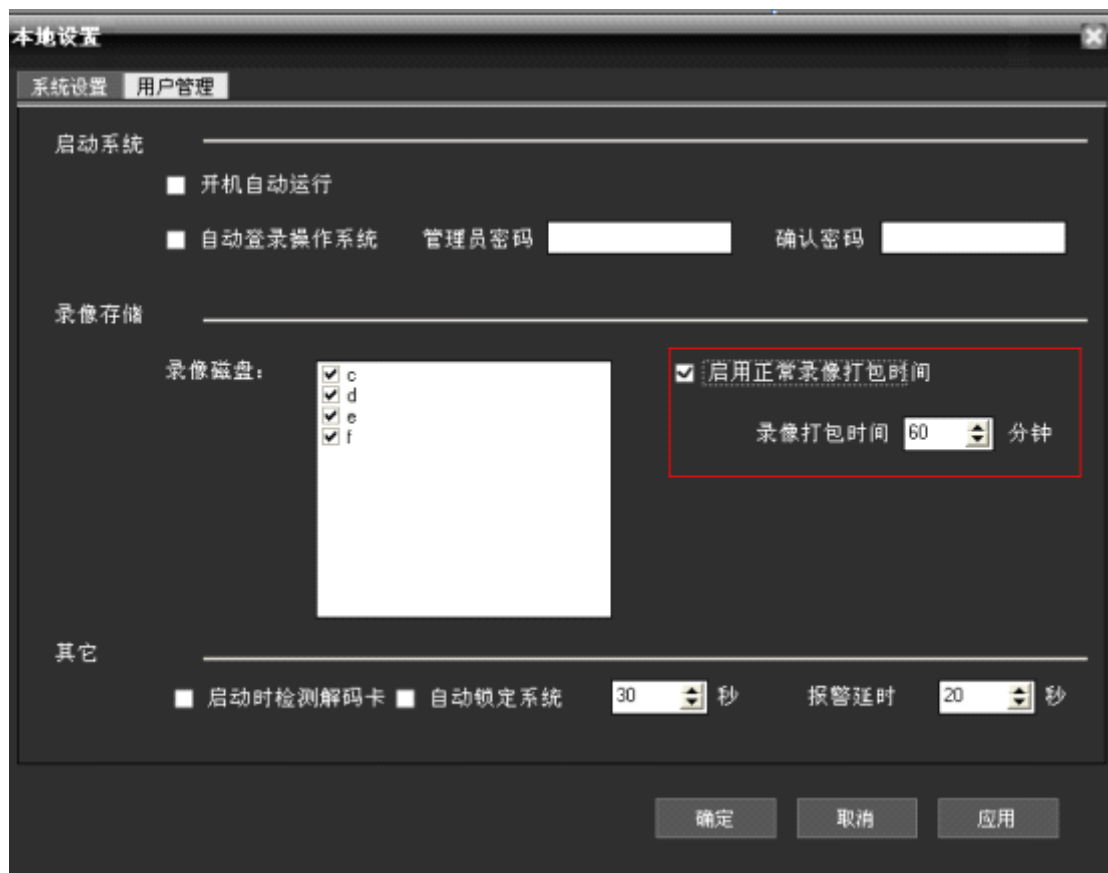 本地设置
系统设置 用户管理
启动系统
开机自动运行
自动登录操作系统 管理员密码 确认密码
录像存储
录像磁盘： c 启用正常录像打包时间
d
e 录像打包时间 60 分钟
f
其它
启动时检测解码卡 自动锁定系统 30 秒 报警延时 20 秒
确定 取消 应用